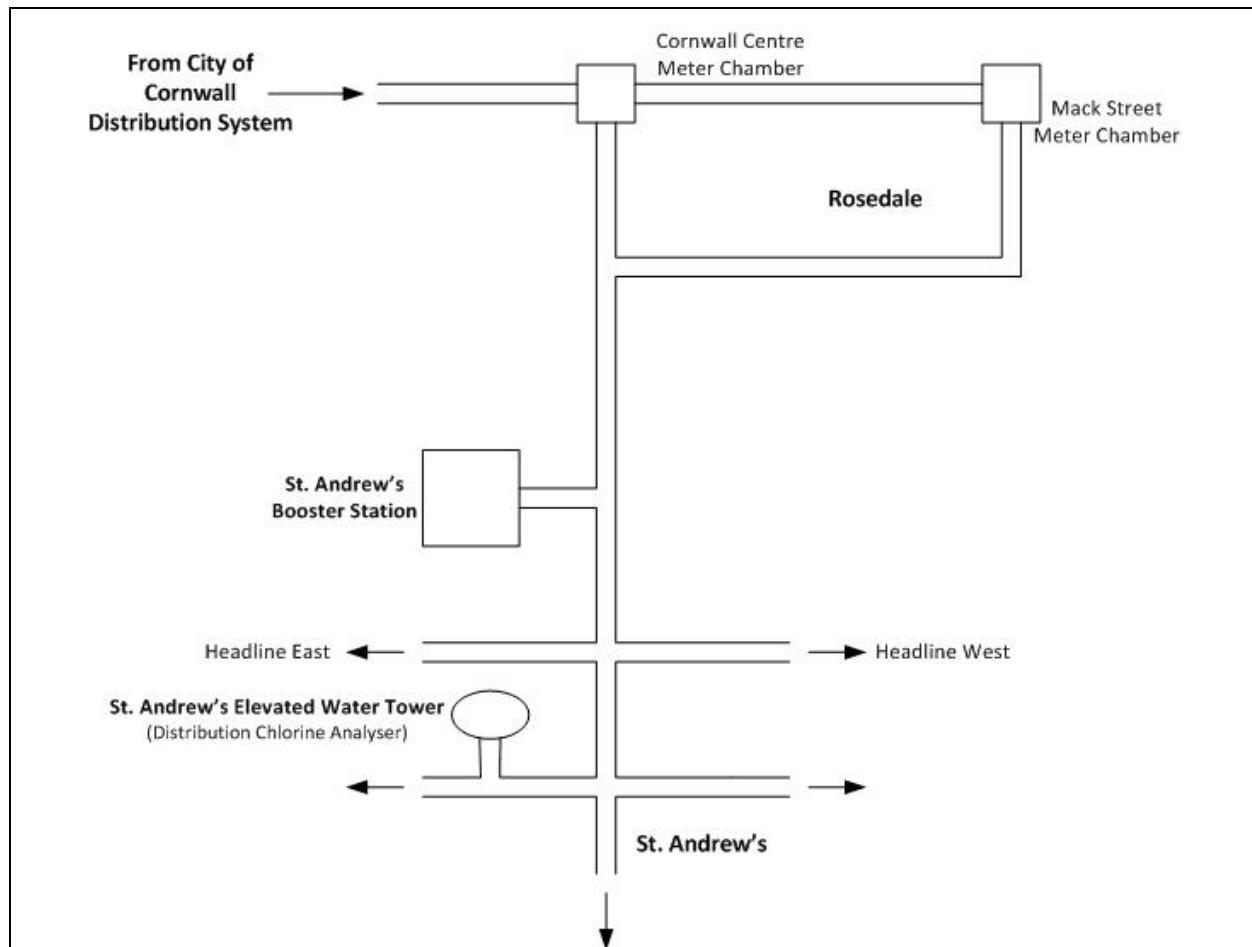 From City of
Cornwall
Distribution System
Cornwall Centre
Meter Chamber
Mack Street
Meter Chamber
Rosedale
St. Andrew's
Booster Station
Headline East
Headline West
St. Andrew's Elevated Water Tower
(Distribution Chlorine Analyser)
St. Andrew's